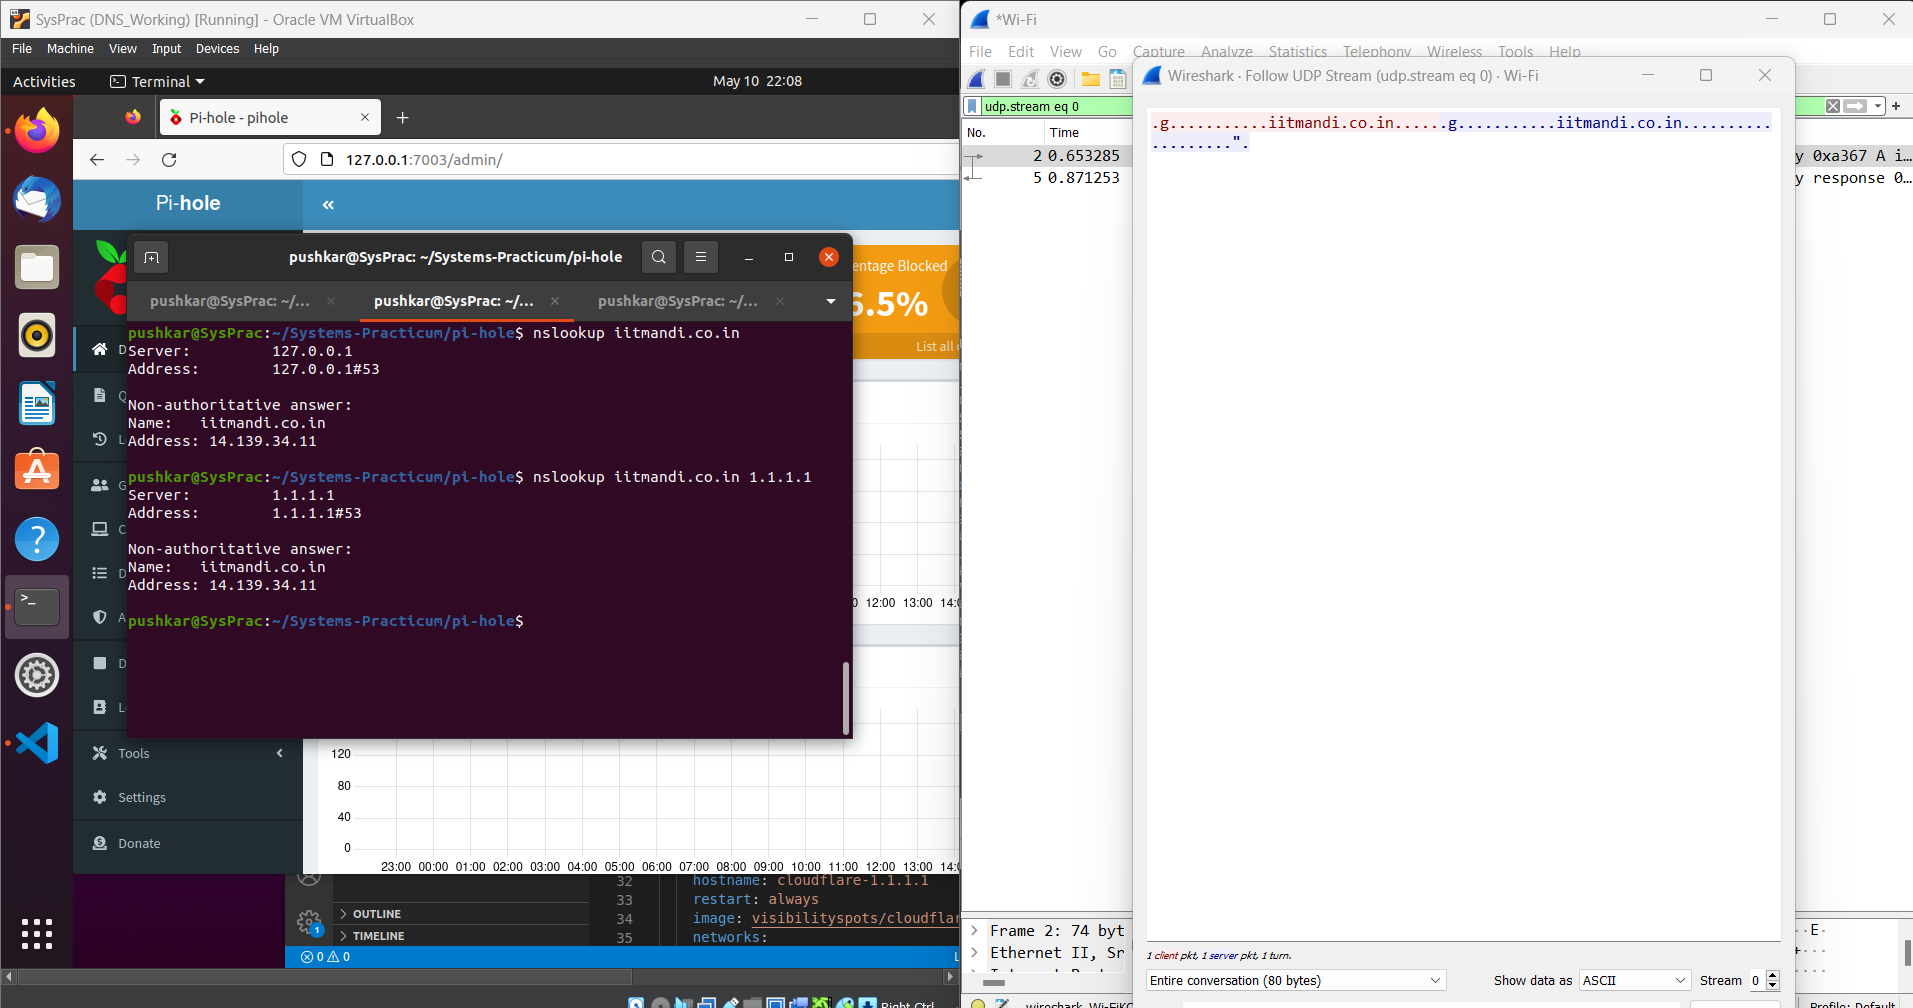 SysPrac (DNS_Working) [Running] - Oracle VM VirtualBox
File Machine View Input Devices Help
Activities Terminal May 10 22:08
Pi-hole - pihole
127.0.0.1:7003/admin/
Pi-hole «
entage Blocked
6.5%
List all
pushkar@SysPrac: ~/Systems-Practicum/pi-hole
pushkar@SysPrac: ~/... pushkar@SysPrac: ~/... pushkar@SysPrac: ~/...
pushkar@SysPrac:~/Systems-Practicum/pi-hole$ nslookup iitmandi.co.in
Server: 127.0.0.1
Address: 127.0.0.1#53
Non-authoritative answer:
Name: iitmandi.co.in
Address: 14.139.34.11
pushkar@SysPrac:~/Systems-Practicum/pi-hole$ nslookup iitmandi.co.in 1.1.1.1
Server: 1.1.1.1
Address: 1.1.1.1#53
Non-authoritative answer:
Name: iitmandi.co.in
Address: 14.139.34.11
pushkar@SysPrac:~/Systems-Practicum/pi-hole$
0 12:00 13:00 14:0
Tools
Settings
Donate
120
80
40
0
23:00 00:00 01:00 02:00 03:00 04:00 05:00 06:00 07:00 08:00 09:00 10:00 11:00 12:00 13:00 14:0
OUTLINE
TIMELINE
32 hostname: cloudflare-1.1.1.1
33 restart: always
34 image: visibilityspots/cloudflar
35 networks:
0 0
Right Ctrl
*Wi-Fi
File Edit View Go Capture Analyze Statistics Telephony Wireless Tools Help
udp.stream eq 0
No. Time
2 0.653285 y 0xa367 A i...
5 0.871253 y response 0...
Wireshark · Follow UDP Stream (udp.stream eq 0) · Wi-Fi
.g...........iitmandi.co.in......g...........iitmandi.co.in..........
.........".
Frame 2: 74 byt
Ethernet II, Sr
1 client pkt, 1 server pkt, 1 turn.
Entire conversation (80 bytes) Show data as ASCII Stream 0
Profile: Default